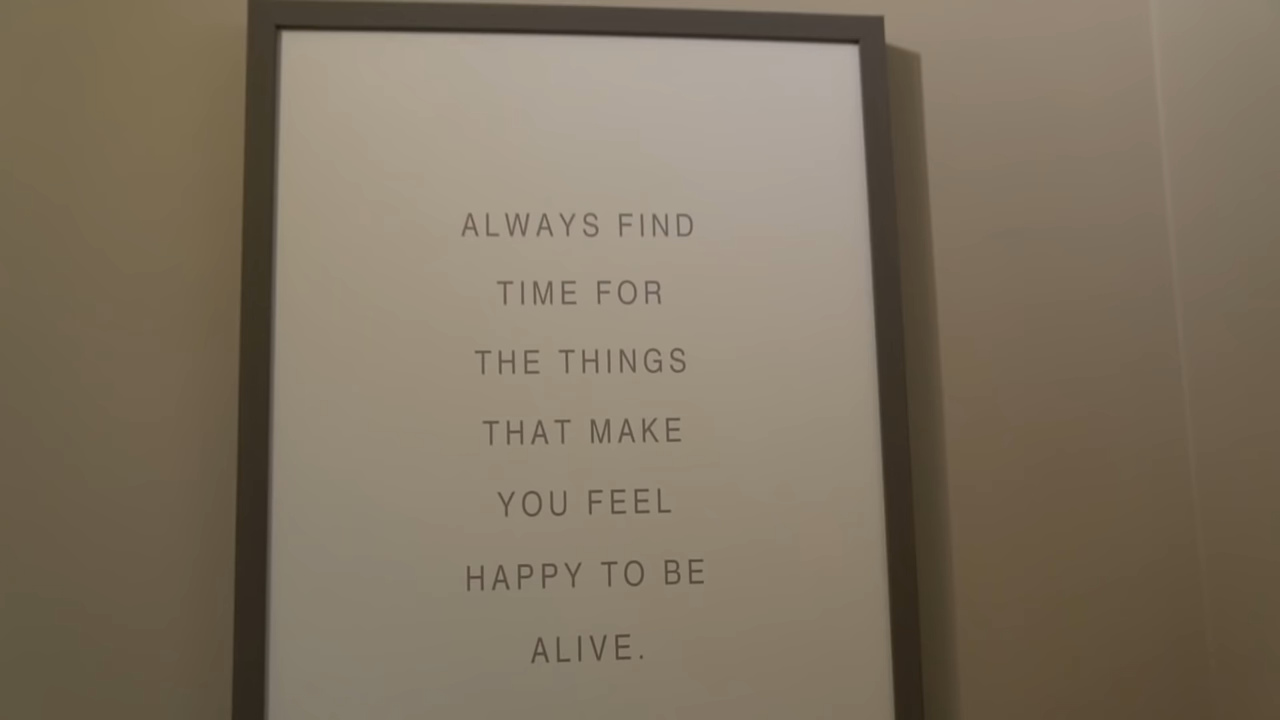 ALWAYS FIND
TIME FOR
THE THINGS
THAT MAKE
YOU FEEL
HAPPY TO BE
ALIVE.